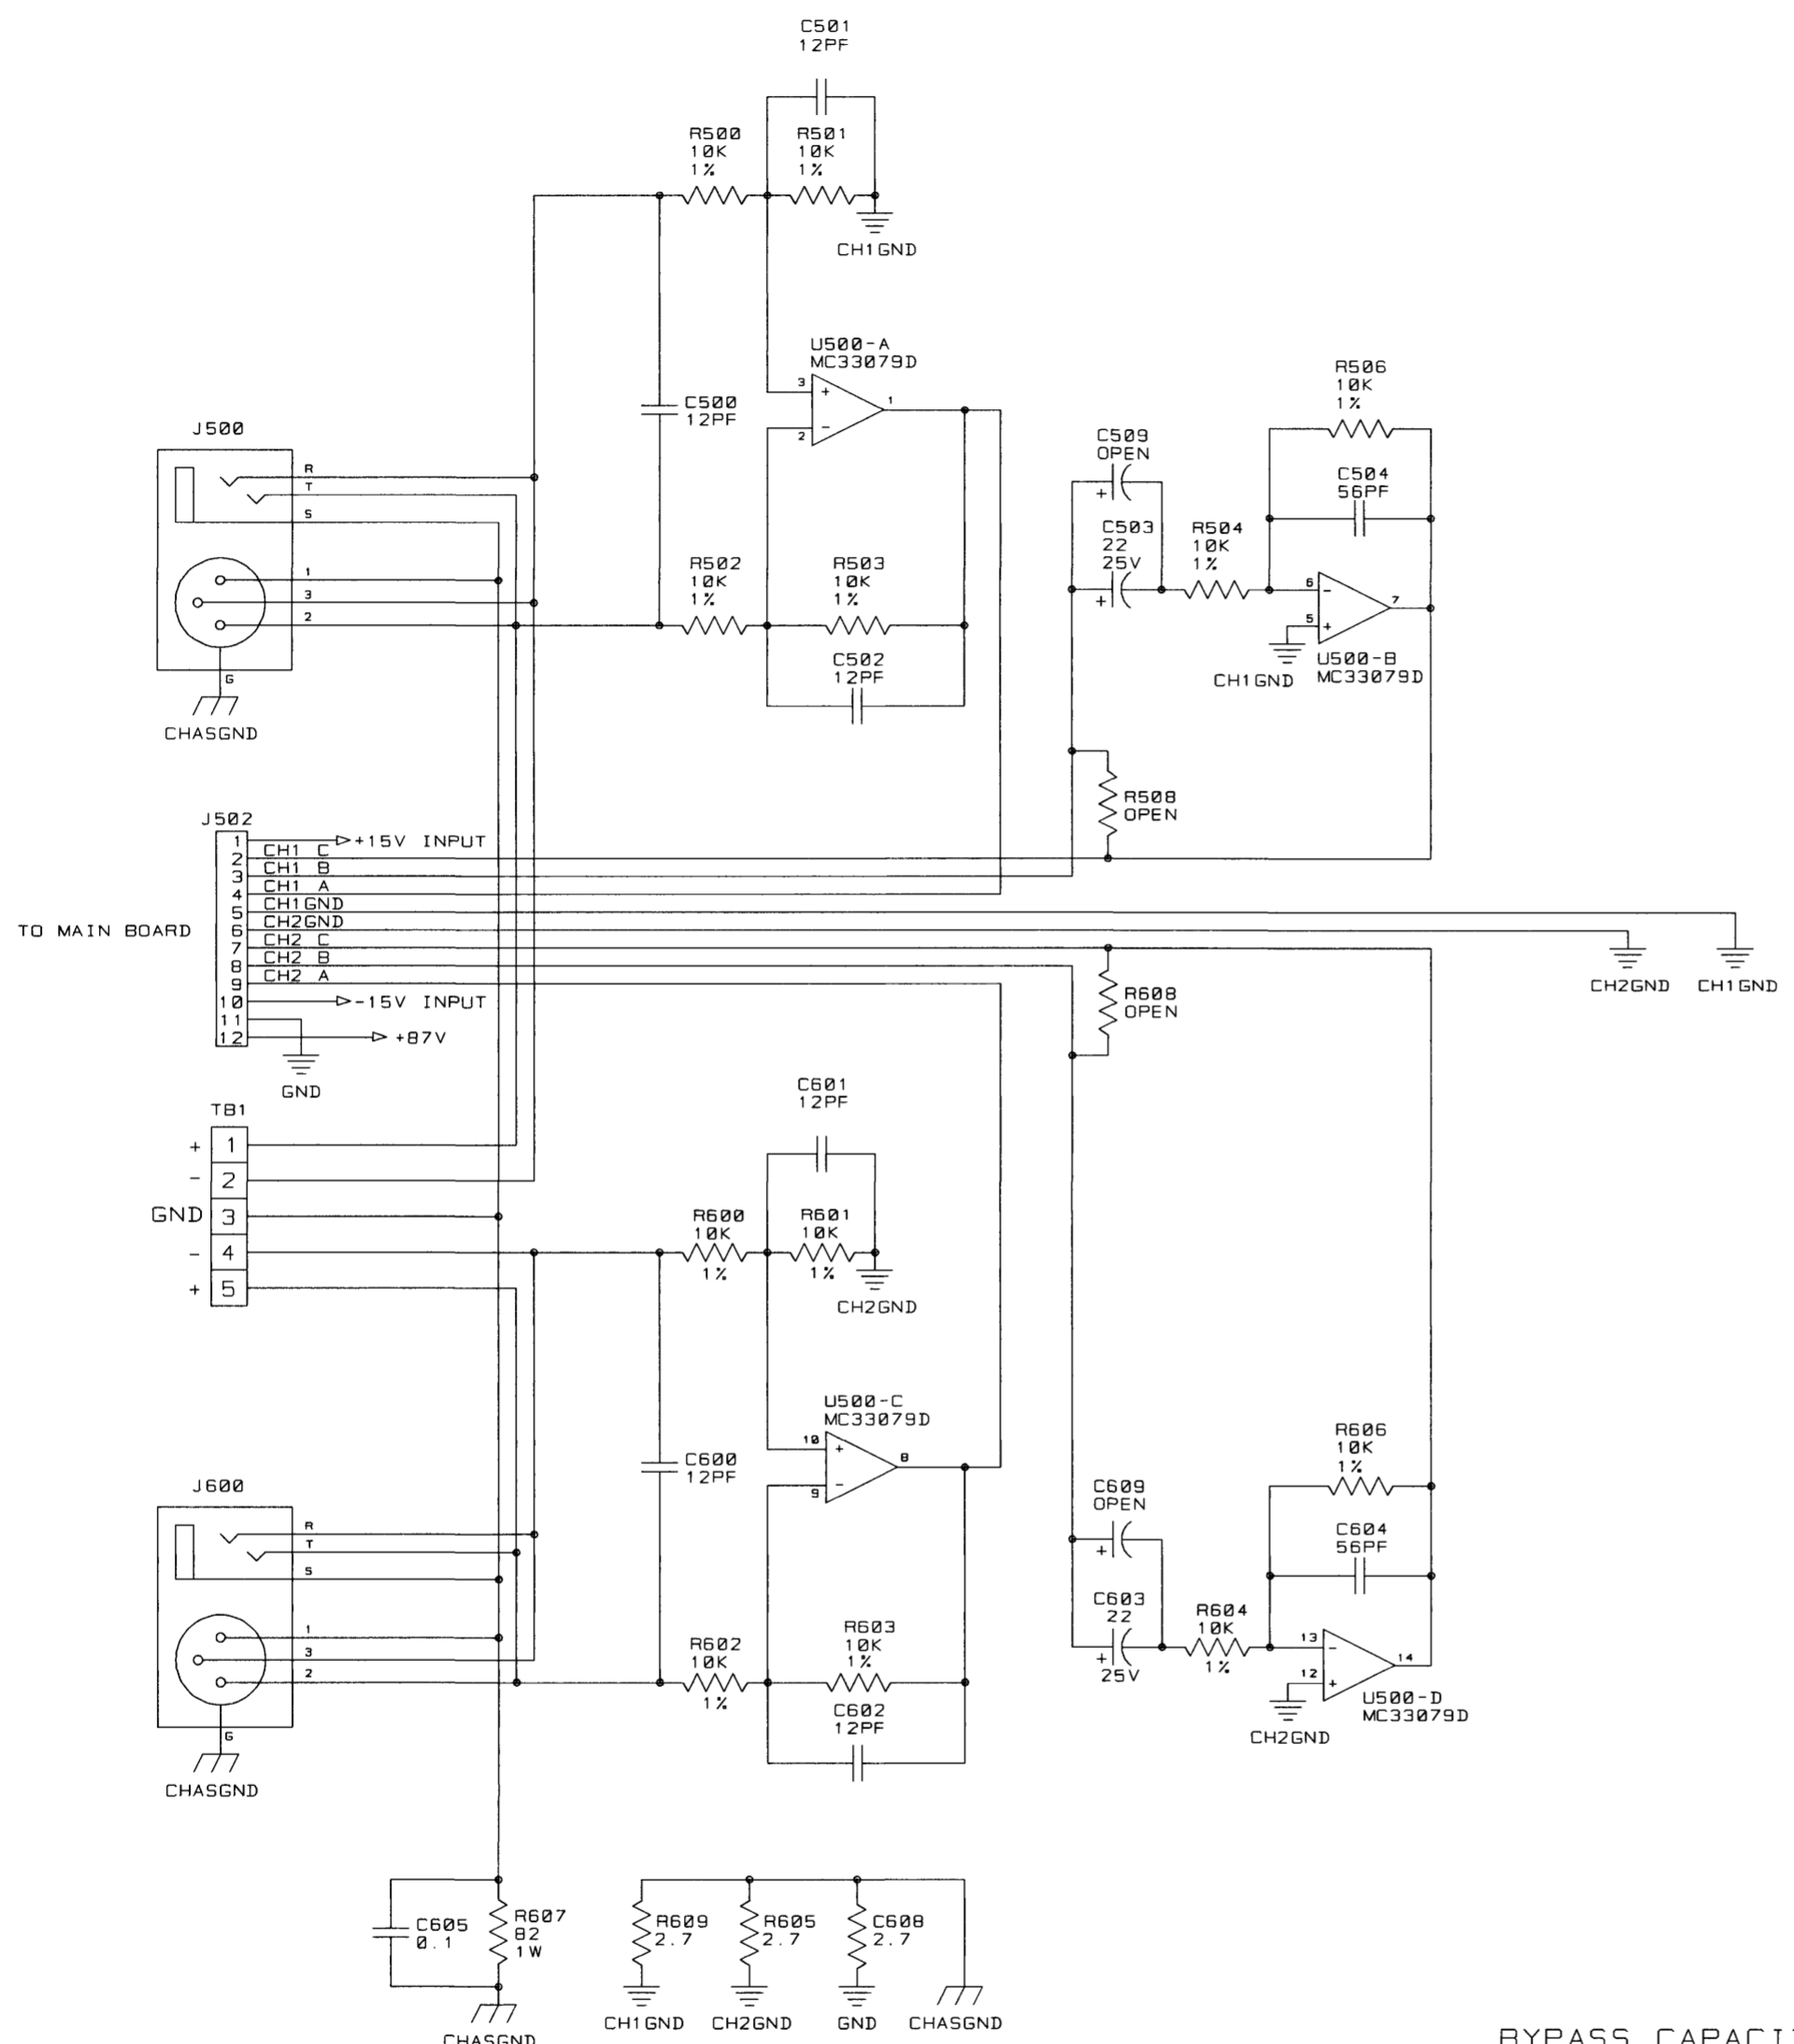 C501
12PF
R500
10K
1%
R501
10K
1%
CH1GND
U500-A
MC33079D
3
+
1
-
2
C500
12PF
R506
10K
1%
J500
R
T
S
1
3
2
G
CHASGND
C509
OPEN
+
C504
56PF
C503
22
25V
+
R504
10K
1%
6
-
7
5
+
CH1GND
U500-B
MC33079D
R502
10K
1%
R503
10K
1%
C502
12PF
R508
OPEN
J502
TO MAIN BOARD
1 +15V INPUT
2 CH1 C
3 CH1 B
4 CH1 A
5 CH1GND
6 CH2GND
7 CH2 C
8 CH2 B
9 CH2 A
10 -15V INPUT
11
12 +87V
GND
CH2GND
CH1GND
R608
OPEN
TB1
+ 1
- 2
GND 3
- 4
+ 5
C601
12PF
R600
10K
1%
R601
10K
1%
CH2GND
U500-C
MC33079D
10
+
8
-
9
C600
12PF
R606
10K
1%
J600
R
T
S
1
3
2
G
CHASGND
C609
OPEN
+
C604
56PF
C603
22
+
25V
R604
10K
1%
13
-
14
12
+
CH2GND
U500-D
MC33079D
R602
10K
1%
R603
10K
1%
C602
12PF
C605
0.1
R607
82
1W
CHASGND
R609
2.7
R605
2.7
C608
2.7
CH1GND
CH2GND
GND
CHASGND
BYPASS CAPACI